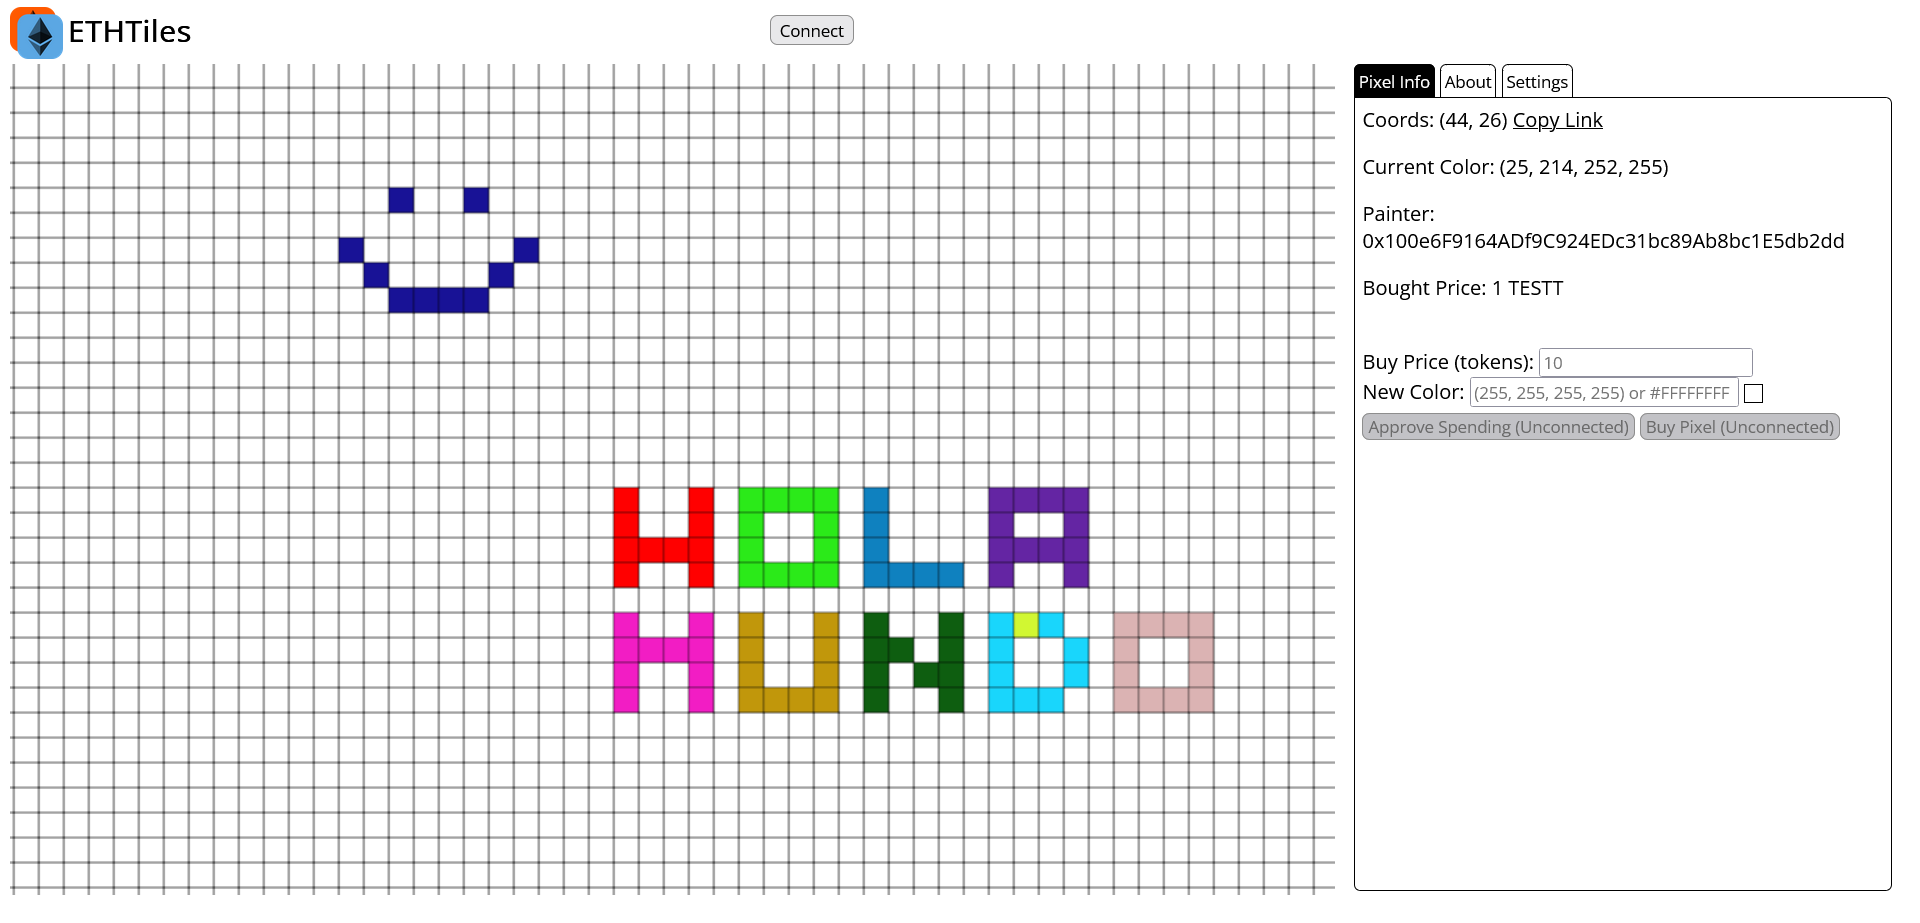 ETHTiles
Connect
Pixel Info
About
Settings
Coords: (44, 26) Copy Link
Current Color: (25, 214, 252, 255)
Painter:
0x100e6F9164ADf9C924EDc31bc89Ab8bc1E5db2dd
Bought Price: 1 TESTT
Buy Price (tokens): 10
New Color: (255, 255, 255, 255) or #FFFFFFFF
Approve Spending (Unconnected) Buy Pixel (Unconnected)
HOLA
MUNDO